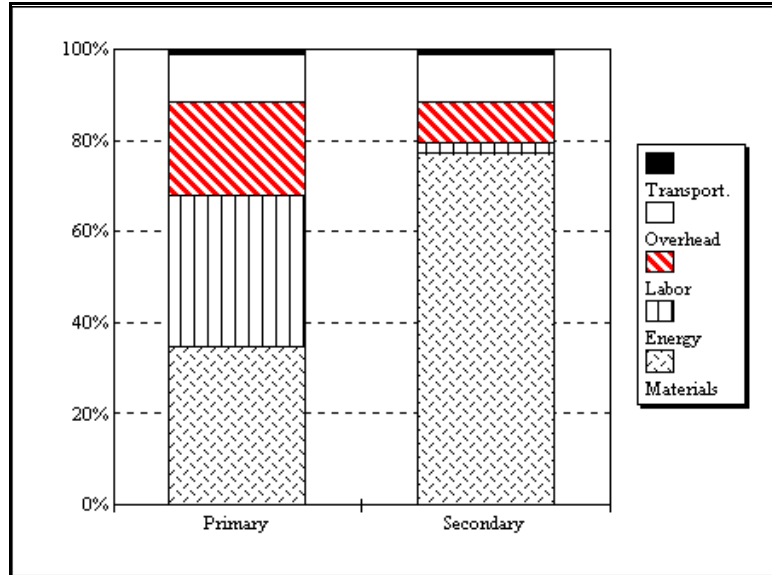 100%
80%
60%
40%
20%
0%
Primary
Secondary
Transport.
Overhead
Labor
Energy
Materials